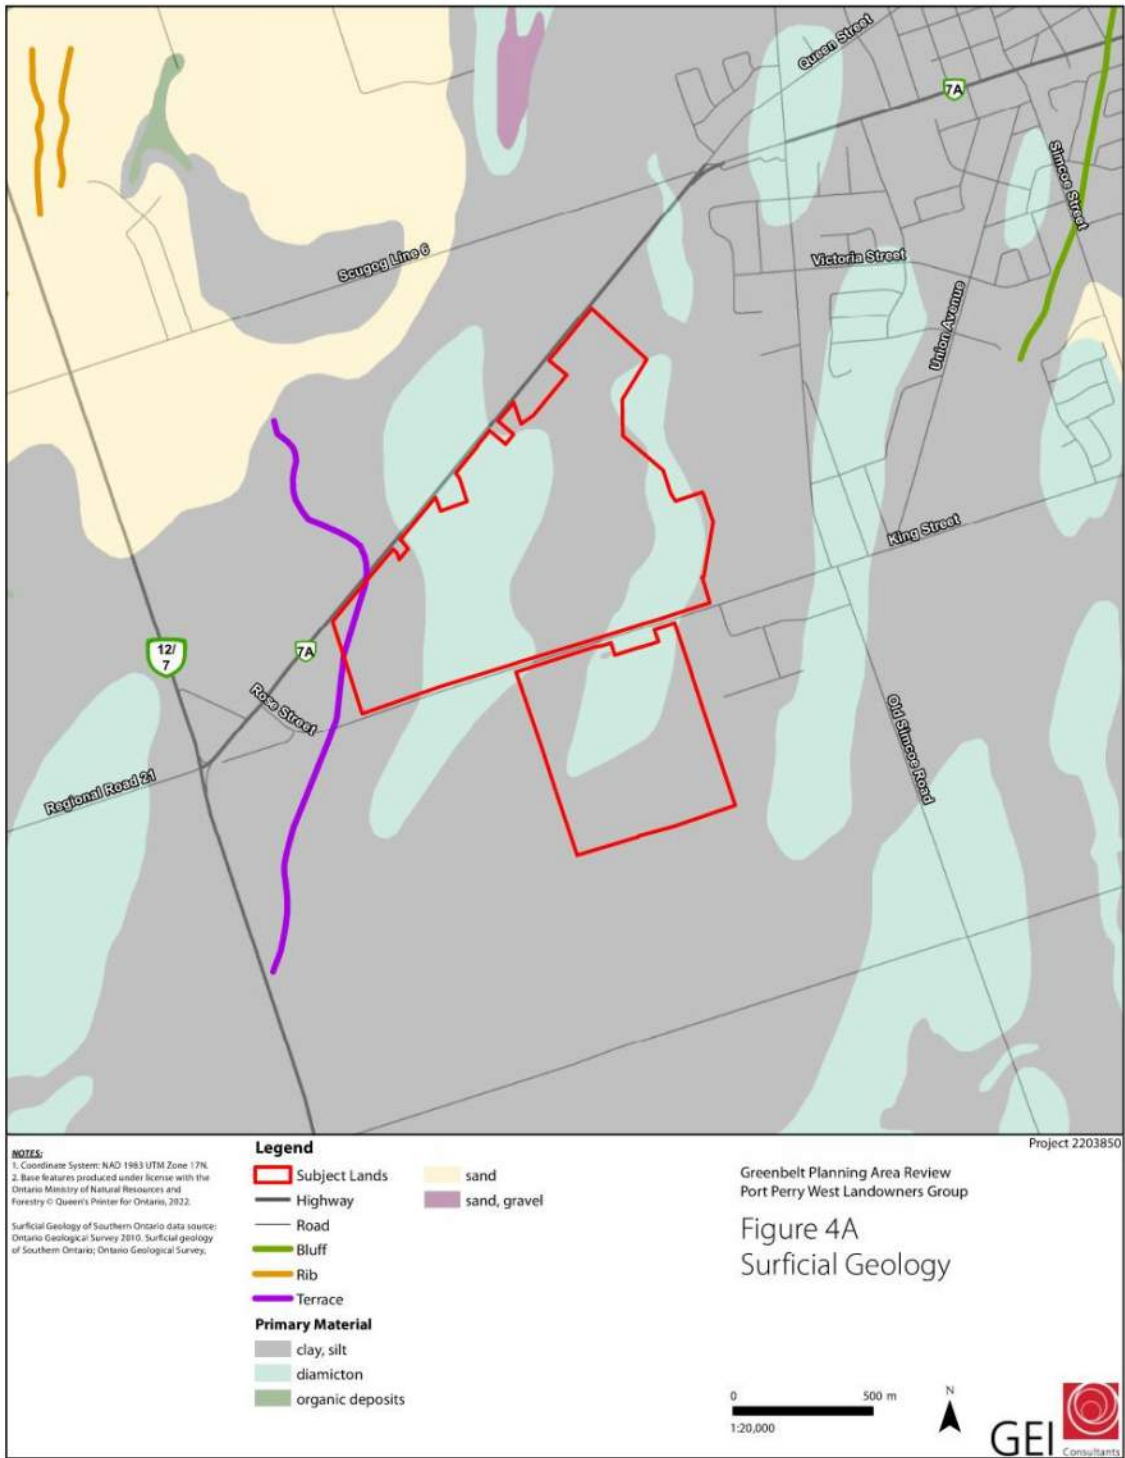 Queen Street
7A
Simcoe Street
Scugog Line 6
Victoria Street
Union Avenue
King Street
12/
7
7A
Rose Street
Old Simcoe Road
Regional Road 21
NOTES:
1. Coordinate System: NAD 1983 UTM Zone 17N.
2. Base features produced under license with the
Ontario Ministry of Natural Resources and
Forestry © Queen's Printer for Ontario, 2022.
Surficial Geology of Southern Ontario data source:
Ontario Geological Survey 2010. Surficial geology
of Southern Ontario; Ontario Geological Survey,
Legend
Subject Lands
Highway
Road
Bluff
Rib
Terrace
Primary Material
clay, silt
diamicton
organic deposits
sand
sand, gravel
Project 2203850
Greenbelt Planning Area Review
Port Perry West Landowners Group
Figure 4A
Surficial Geology
0 500 m
1:20,000
N
GEI
Consultants